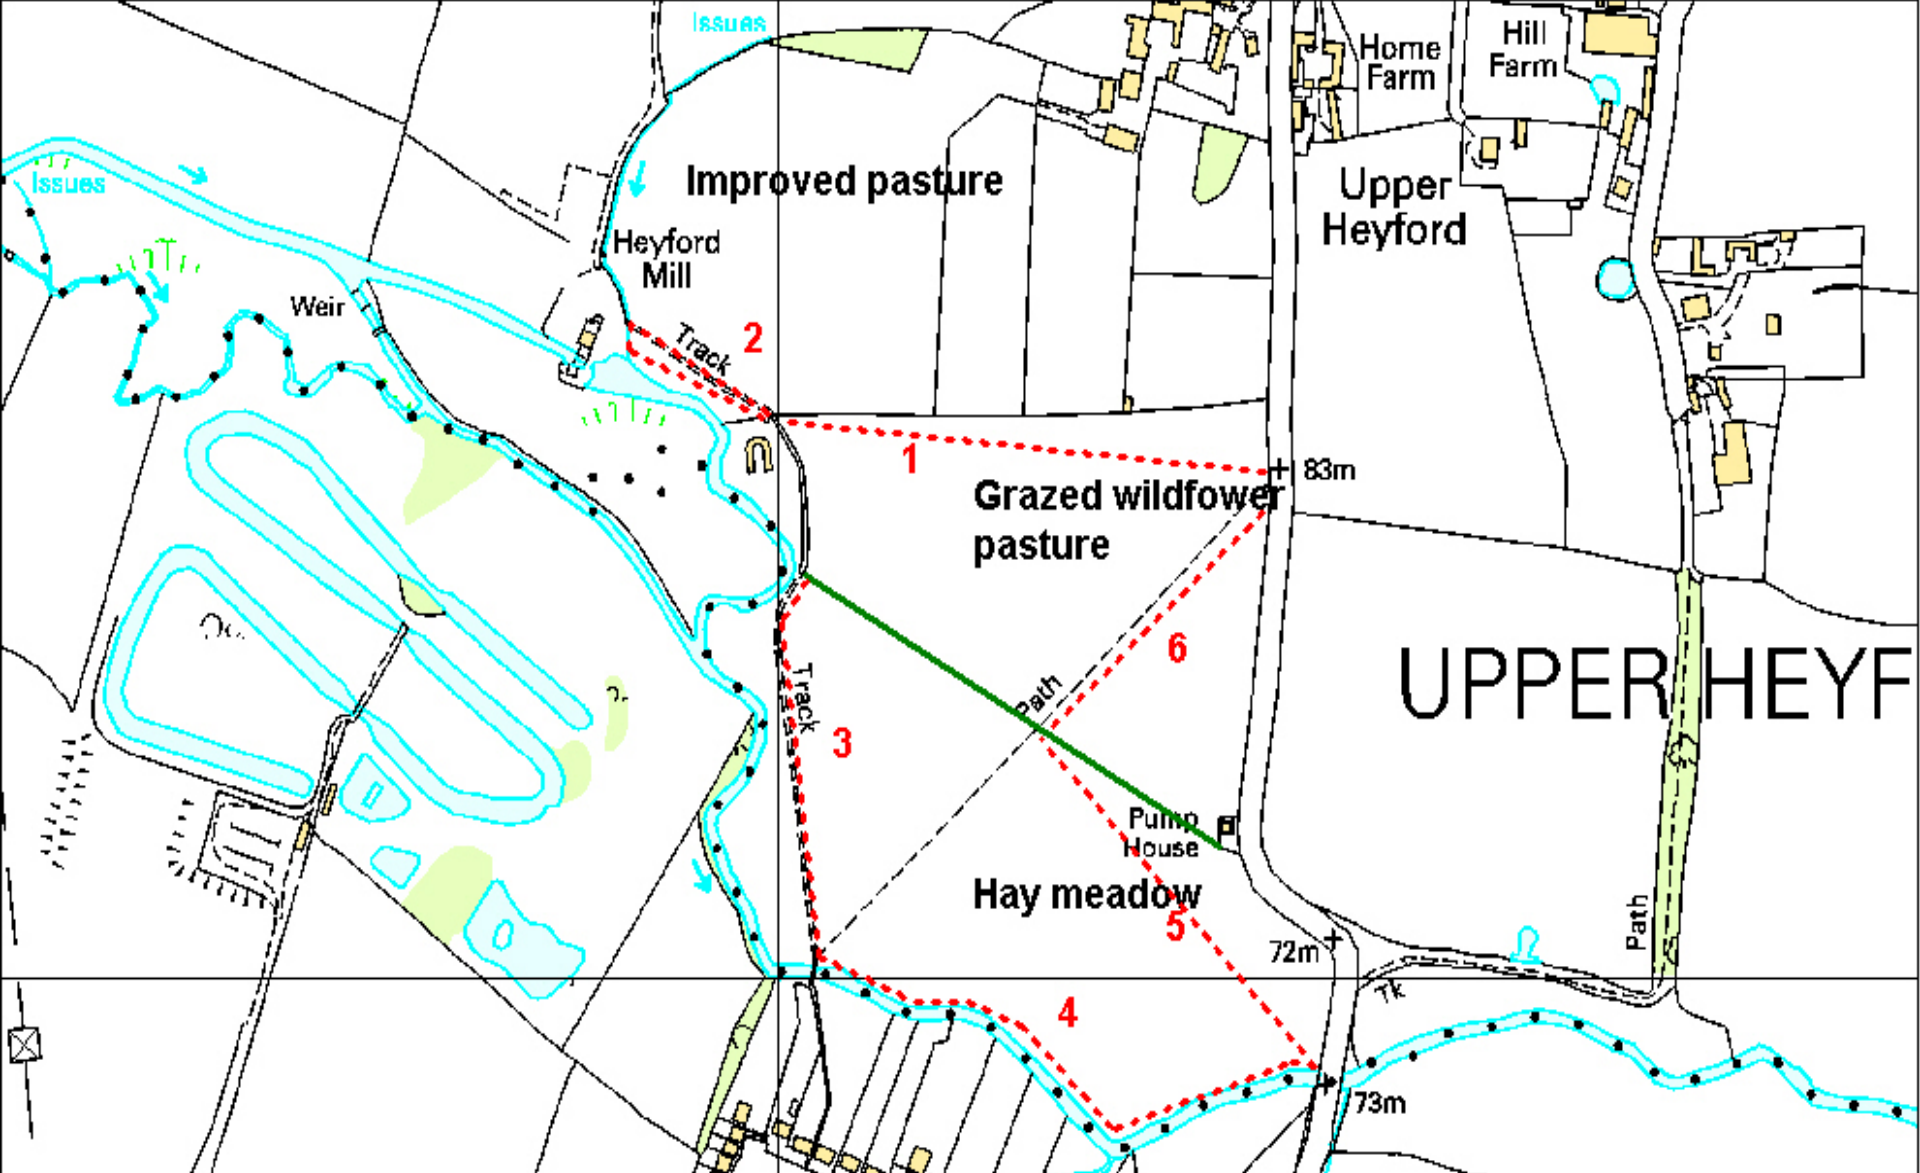 Issues
Home
Farm
Hill
Farm
Issues
Improved pasture
Upper
Heyford
Heyford
Mill
Weir
Track
2
1
83m
Grazed wildfower
pasture
6
UPPER HEYF
Path
Track
3
Pump
House
Hay meadow
5
Path
72m
Tk
4
73m